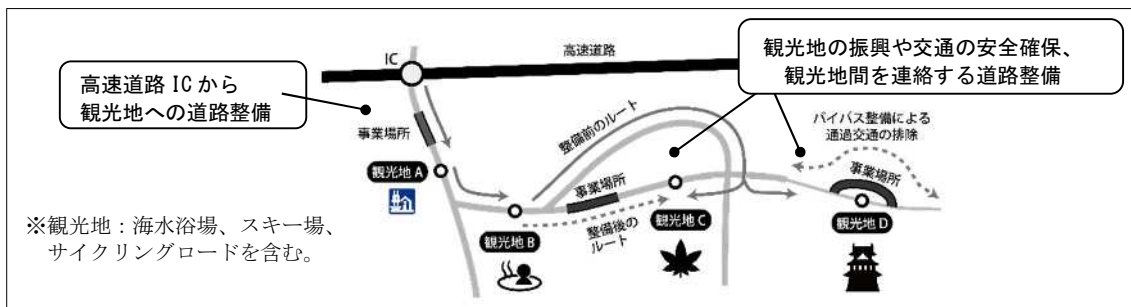 高速道路 IC から
観光地への道路整備
IC
高速道路
観光地の振興や交通の安全確保、
観光地間を連絡する道路整備
事業場所
整備前のルート
バイパス整備による
通過交通の排除
観光地 A
事業場所
事業場所
※観光地：海水浴場、スキー場、
サイクリングロードを含む。
観光地 B
整備後の
ルート
観光地 C
観光地 D